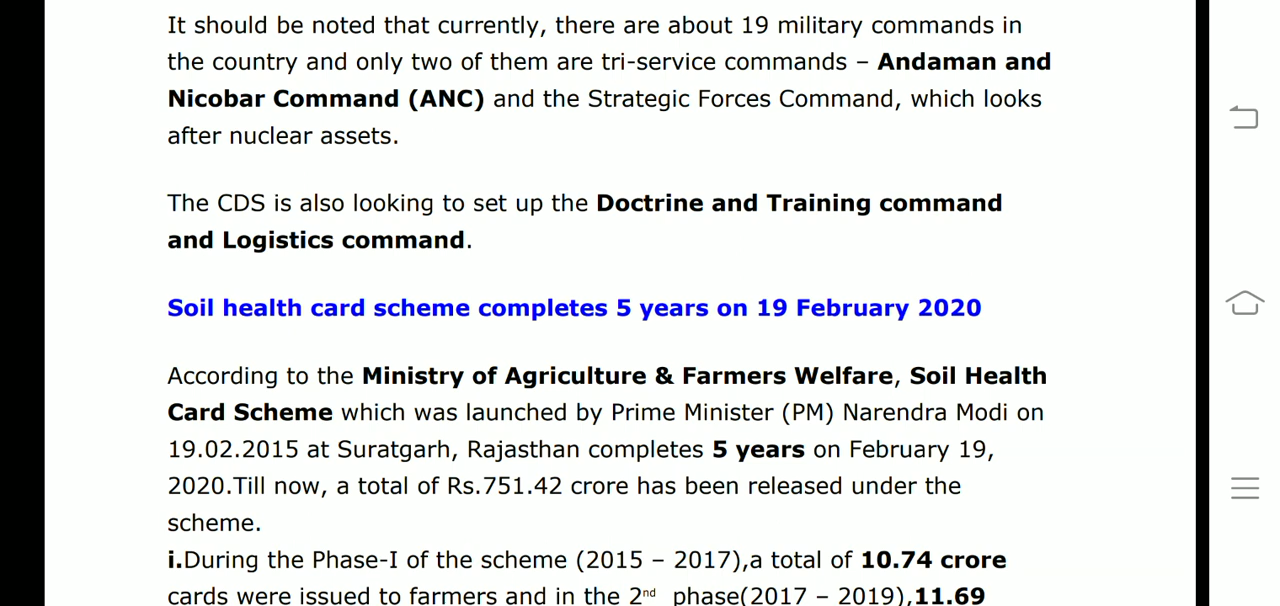 It should be noted that currently, there are about 19 military commands in
the country and only two of them are tri-service commands – Andaman and
Nicobar Command (ANC) and the Strategic Forces Command, which looks
after nuclear assets.
The CDS is also looking to set up the Doctrine and Training command
and Logistics command.
Soil health card scheme completes 5 years on 19 February 2020
According to the Ministry of Agriculture & Farmers Welfare, Soil Health
Card Scheme which was launched by Prime Minister (PM) Narendra Modi on
19.02.2015 at Suratgarh, Rajasthan completes 5 years on February 19,
2020.Till now, a total of Rs.751.42 crore has been released under the
scheme.
i.During the Phase-I of the scheme (2015 – 2017),a total of 10.74 crore
cards were issued to farmers and in the 2nd phase(2017 – 2019),11.69